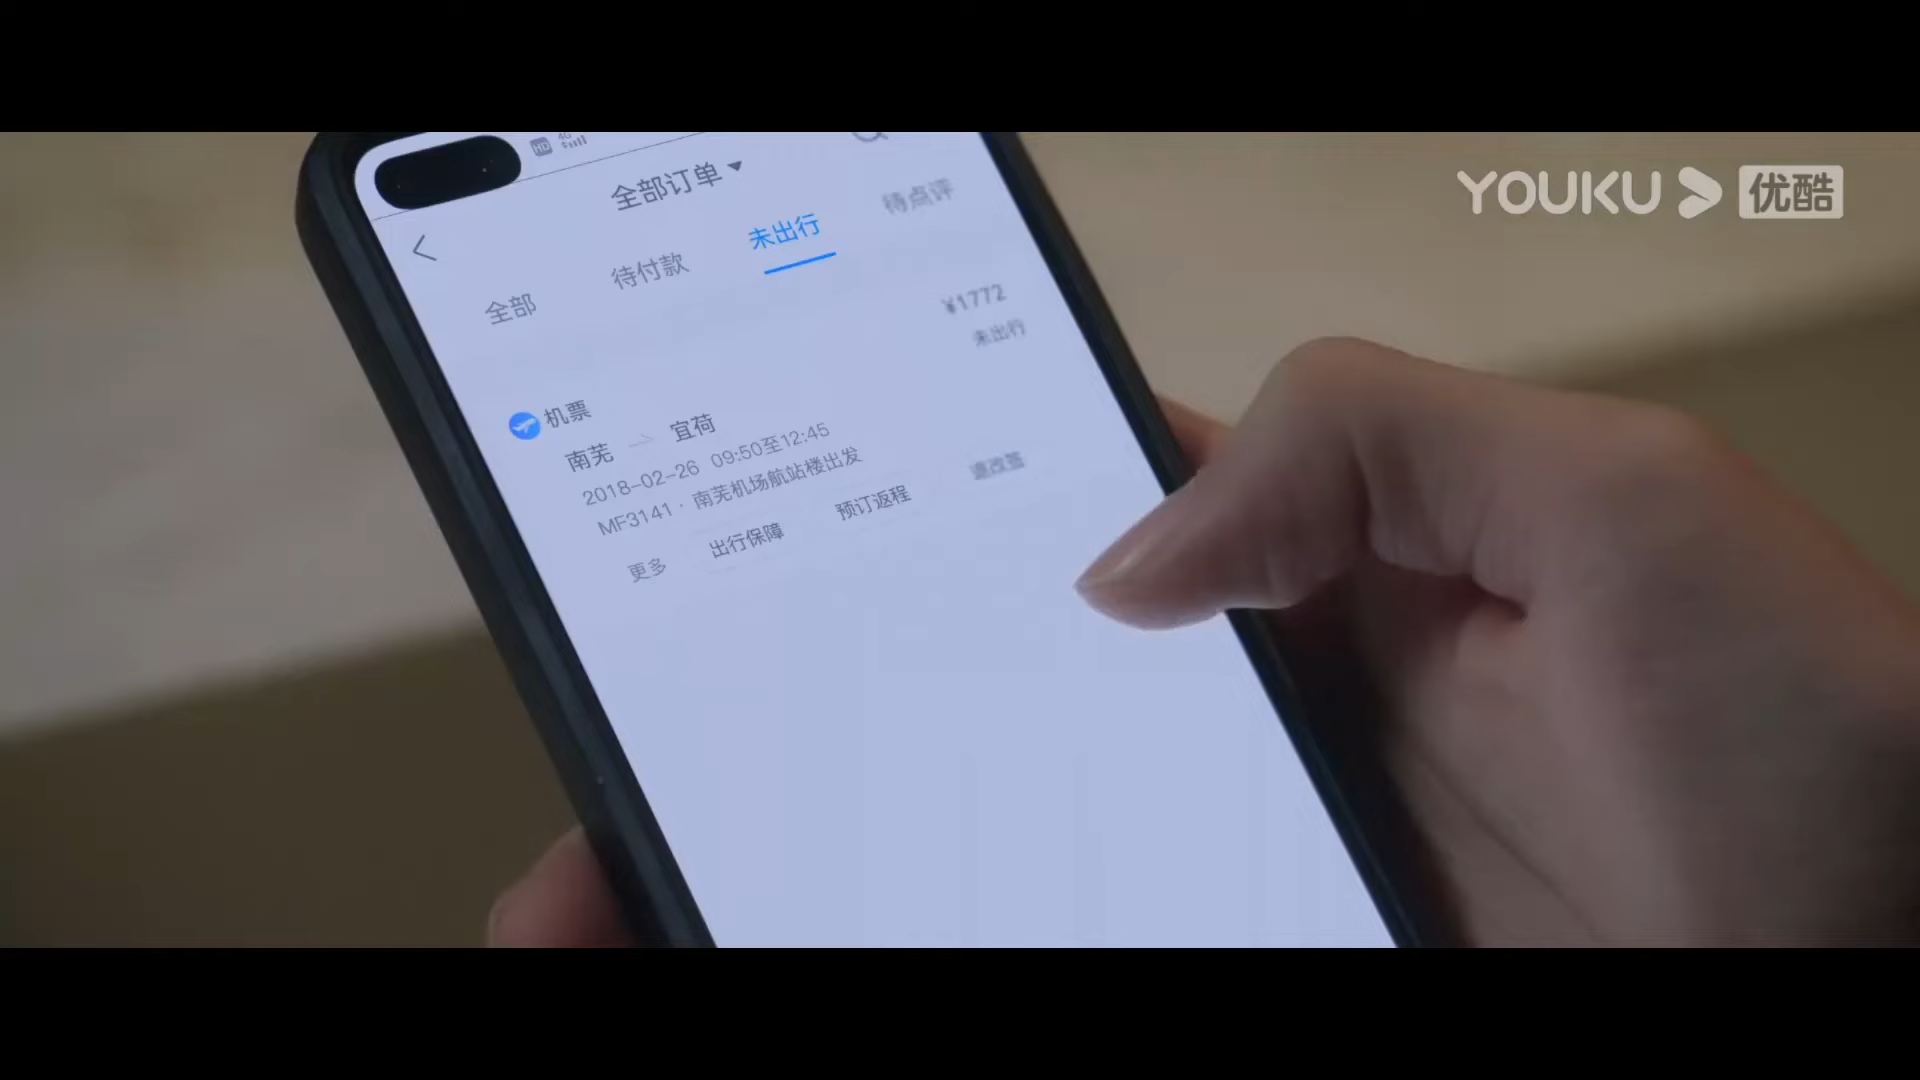 YOUKU 优酷
HD 4G
全部订单
全部 待付款 未出行 待点评
¥1772
未出行
机票
南芜 宜荷
2018-02-26 09:50至12:45
MF3141 · 南芜机场航站楼出发
更多 出行保障 预订返程 退改签